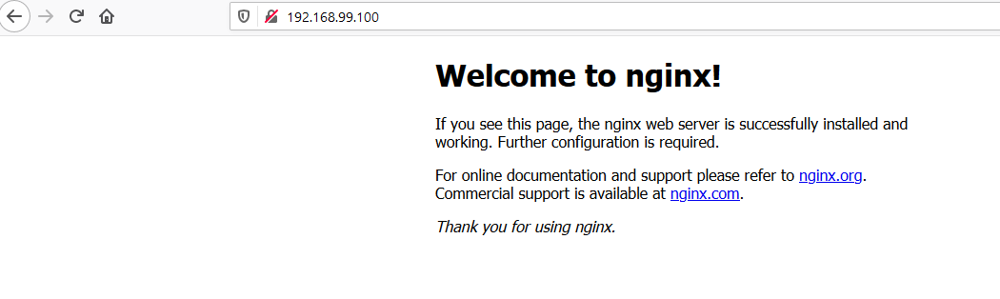 192.168.99.100
Welcome to nginx!
If you see this page, the nginx web server is successfully installed and
working. Further configuration is required.
For online documentation and support please refer to nginx.org.
Commercial support is available at nginx.com.
Thank you for using nginx.